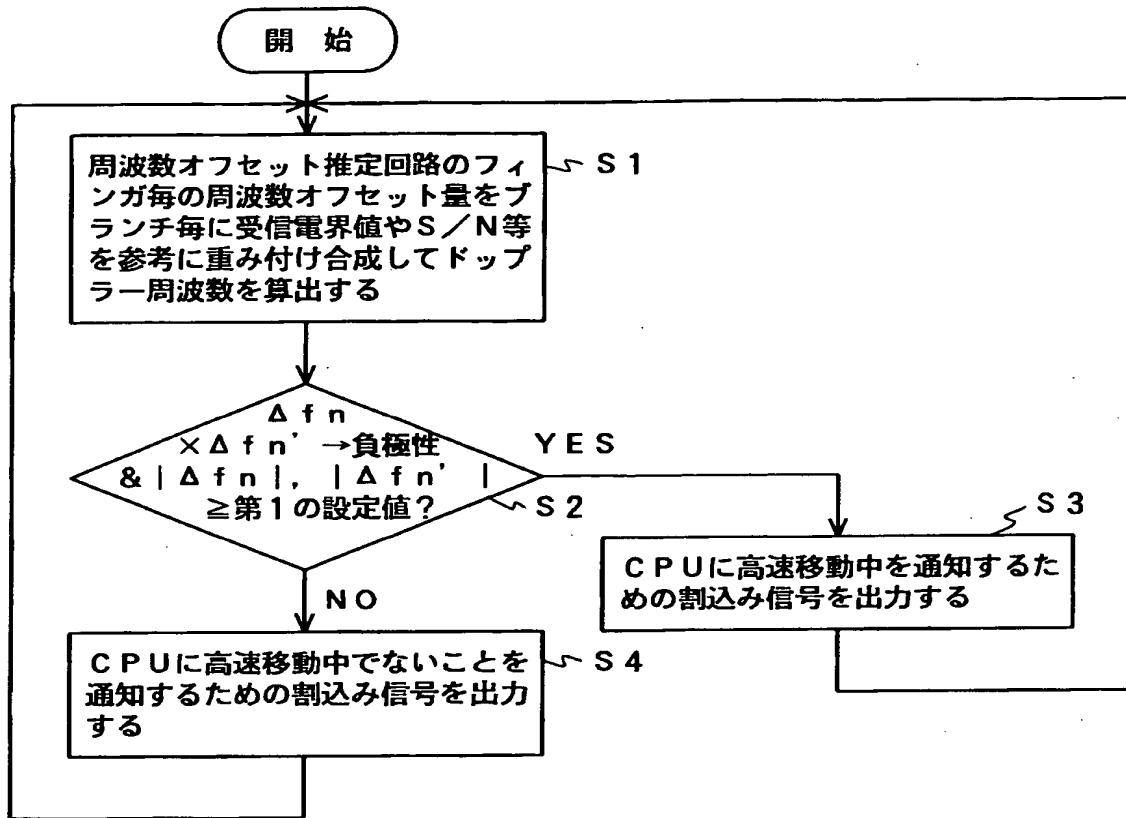 開 始
周波数オフセット推定回路のフィ
ンガ毎の周波数オフセット量をブ
ランチ毎に受信電界値やS/N等
を参考に重み付け合成してドップ
ラー周波数を算出する
S1
Δfn
×Δfn' →負極性
&|Δfn|,|Δfn'|
≧第1の設定値?
S2
YES
NO
S3
CPUに高速移動中を通知するた
めの割込み信号を出力する
CPUに高速移動中でないことを
通知するための割込み信号を出力
する
S4